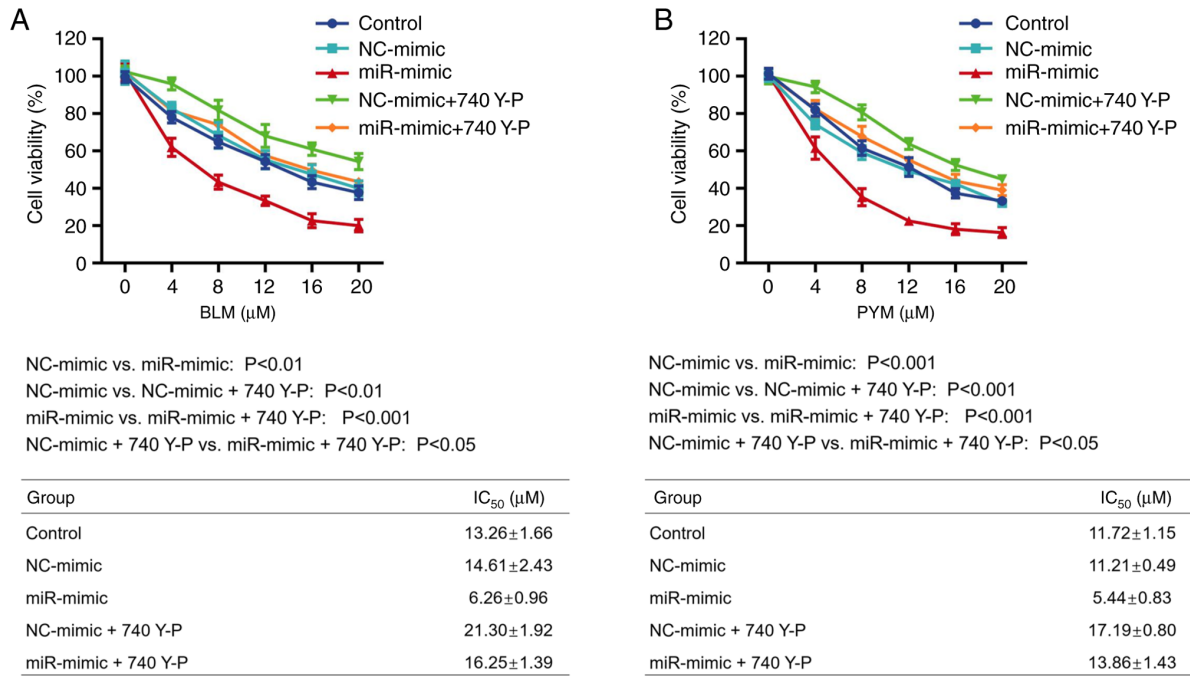 A
Control
NC-mimic
miR-mimic
NC-mimic+740 Y-P
miR-mimic+740 Y-P
Cell viability (%)
120
100
80
60
40
20
0
0 4 8 12 16 20
BLM (μM)
NC-mimic vs. miR-mimic: P<0.01
NC-mimic vs. NC-mimic + 740 Y-P: P<0.01
miR-mimic vs. miR-mimic + 740 Y-P: P<0.001
NC-mimic + 740 Y-P vs. miR-mimic + 740 Y-P: P<0.05
Group IC50 (μM)
Control 13.26±1.66
NC-mimic 14.61±2.43
miR-mimic 6.26±0.96
NC-mimic + 740 Y-P 21.30±1.92
miR-mimic + 740 Y-P 16.25±1.39
B
Control
NC-mimic
miR-mimic
NC-mimic+740 Y-P
miR-mimic+740 Y-P
Cell viability (%)
120
100
80
60
40
20
0
0 4 8 12 16 20
PYM (μM)
NC-mimic vs. miR-mimic: P<0.001
NC-mimic vs. NC-mimic + 740 Y-P: P<0.001
miR-mimic vs. miR-mimic + 740 Y-P: P<0.001
NC-mimic + 740 Y-P vs. miR-mimic + 740 Y-P: P<0.05
Group IC50 (μM)
Control 11.72±1.15
NC-mimic 11.21±0.49
miR-mimic 5.44±0.83
NC-mimic + 740 Y-P 17.19±0.80
miR-mimic + 740 Y-P 13.86±1.43